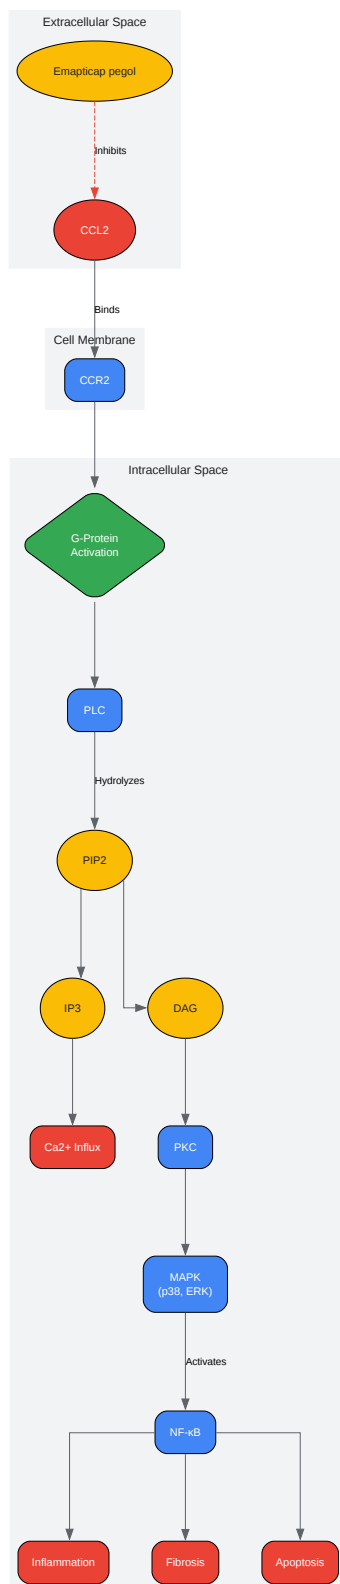 Extracellular Space
Emapticap pegol
Inhibits
CCL2
Binds
Cell Membrane
CCR2
Intracellular Space
G-Protein
Activation
PLC
Hydrolyzes
PIP2
IP3
DAG
Ca2+ Influx
PKC
MAPK
(p38, ERK)
Activates
NF-κB
Inflammation
Fibrosis
Apoptosis